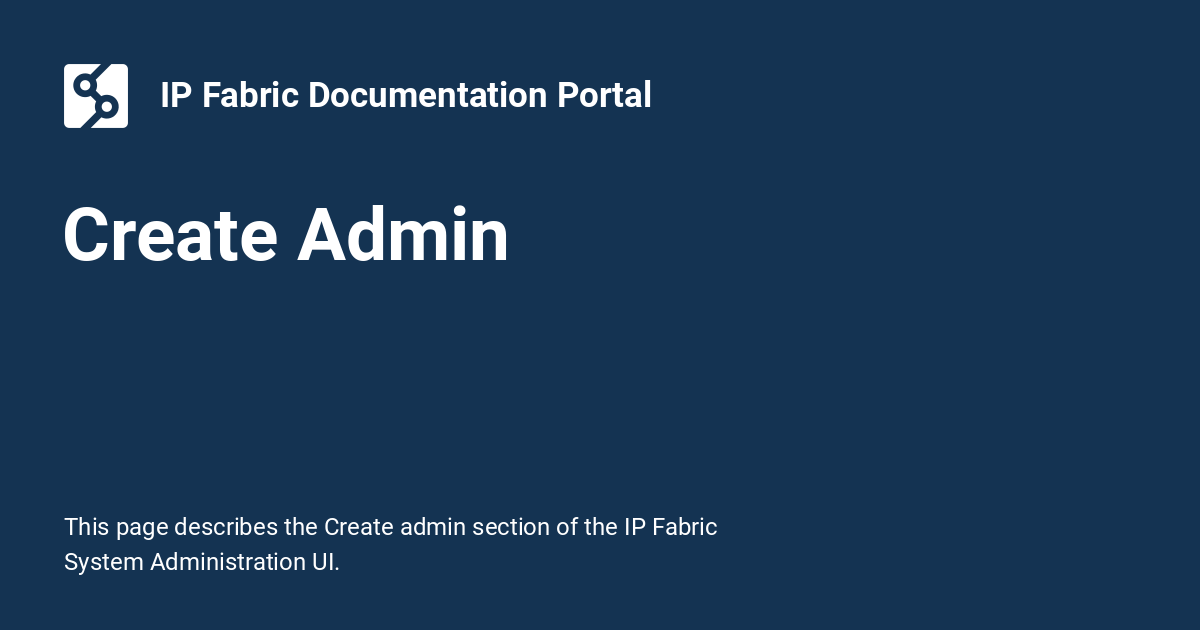 IP Fabric Documentation Portal
Create Admin
This page describes the Create admin section of the IP Fabric
System Administration UI.